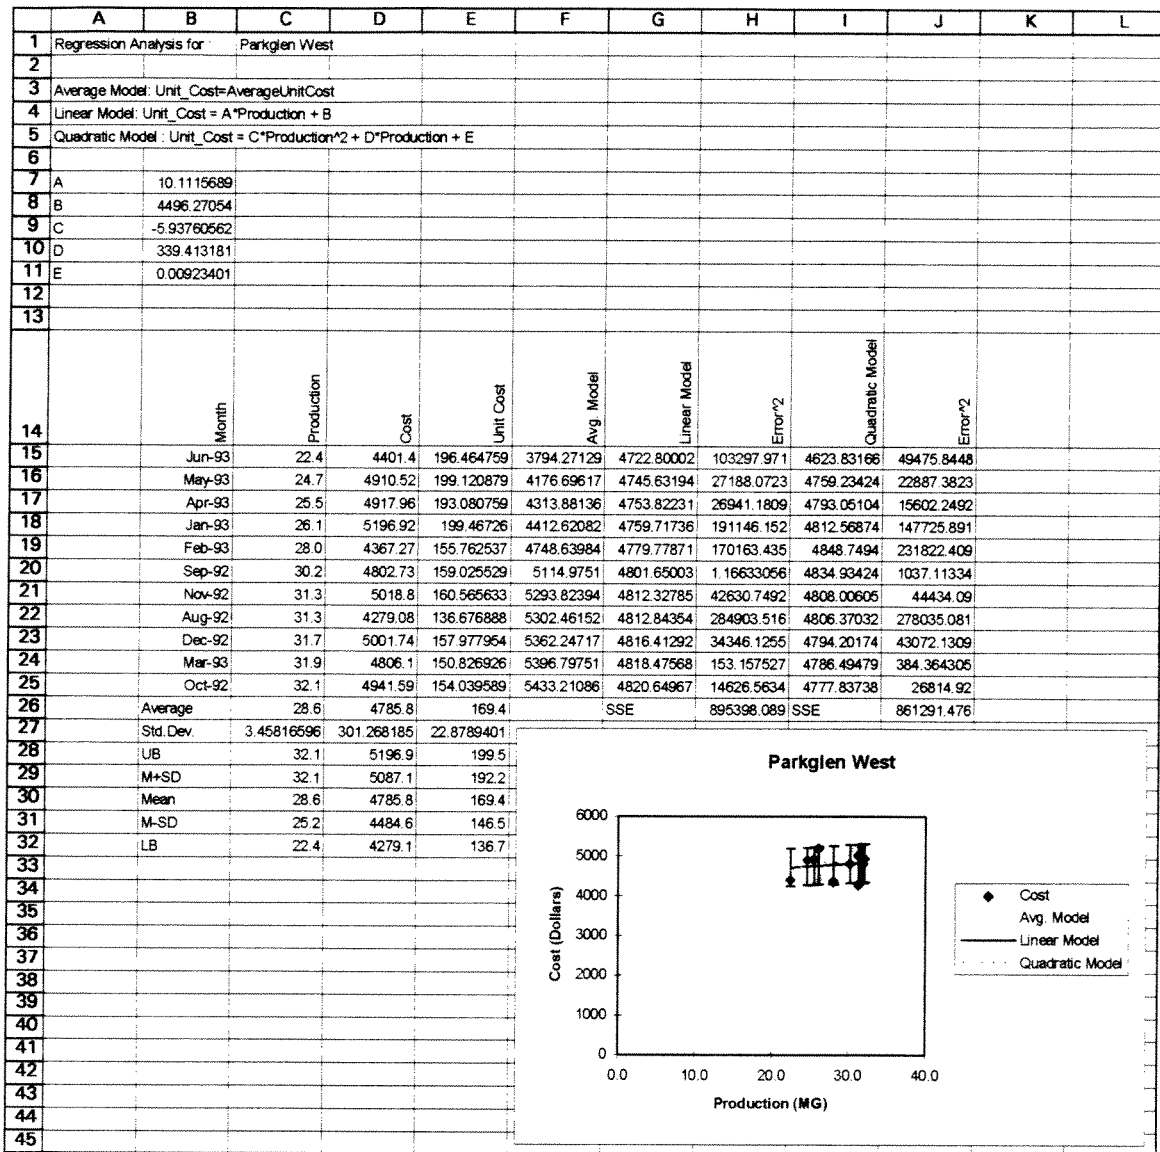 A B C D E F G H I J K L
1 Regression Analysis for : Parkglen West
2
3 Average Model: Unit_Cost=AverageUnitCost
4 Linear Model: Unit_Cost = A*Production + B
5 Quadratic Model : Unit_Cost = C*Production^2 + D*Production + E
6
7 A 10.1115689
8 B 4496.27054
9 C -5.93760562
10 D 339.413181
11 E 0.00923401
12
13
14 Month Production Cost Unit Cost Avg. Model Linear Model Error^2 Quadratic Model Error^2
15 Jun-93 22.4 4401.4 196.464759 3794.27129 4722.80002 103297.971 4623.83166 49475.8448
16 May-93 24.7 4910.52 199.120879 4176.69617 4745.63194 27188.0723 4759.23424 22887.3823
17 Apr-93 25.5 4917.96 193.080759 4313.88136 4753.82231 26941.1809 4793.05104 15602.2492
18 Jan-93 26.1 5196.92 199.46726 4412.62082 4759.71736 191146.152 4812.56874 147725.891
19 Feb-93 28.0 4367.27 155.762537 4748.63984 4779.77871 170163.435 4848.7494 231822.409
20 Sep-92 30.2 4802.73 159.025529 5114.9751 4801.65003 1.16633056 4834.93424 1037.11334
21 Nov-92 31.3 5018.8 160.565633 5293.82394 4812.32785 42630.7492 4808.00605 44434.09
22 Aug-92 31.3 4279.08 136.676888 5302.46152 4812.84354 284903.516 4806.37032 278035.081
23 Dec-92 31.7 5001.74 157.977954 5362.24717 4816.41292 34346.1255 4794.20174 43072.1309
24 Mar-93 31.9 4806.1 150.826926 5396.79751 4818.47568 153.157527 4786.49479 384.364305
25 Oct-92 32.1 4941.59 154.039589 5433.21086 4820.64967 14626.5634 4777.83738 26814.92
26 Average 28.6 4785.8 169.4 SSE 895398.089 SSE 861291.476
27 Std.Dev. 3.45816596 301.268185 22.8789401
28 UB 32.1 5196.9 199.5
29 M+SD 32.1 5087.1 192.2
30 Mean 28.6 4785.8 169.4
31 M-SD 25.2 4484.6 146.5
32 LB 22.4 4279.1 136.7
33
34
35
36
37
38
39
40
41
42
43
44
45
Parkglen West
6000
5000
4000
3000
2000
1000
0
Cost (Dollars)
0.0 10.0 20.0 30.0 40.0
Production (MG)
Cost
Avg. Model
Linear Model
Quadratic Model